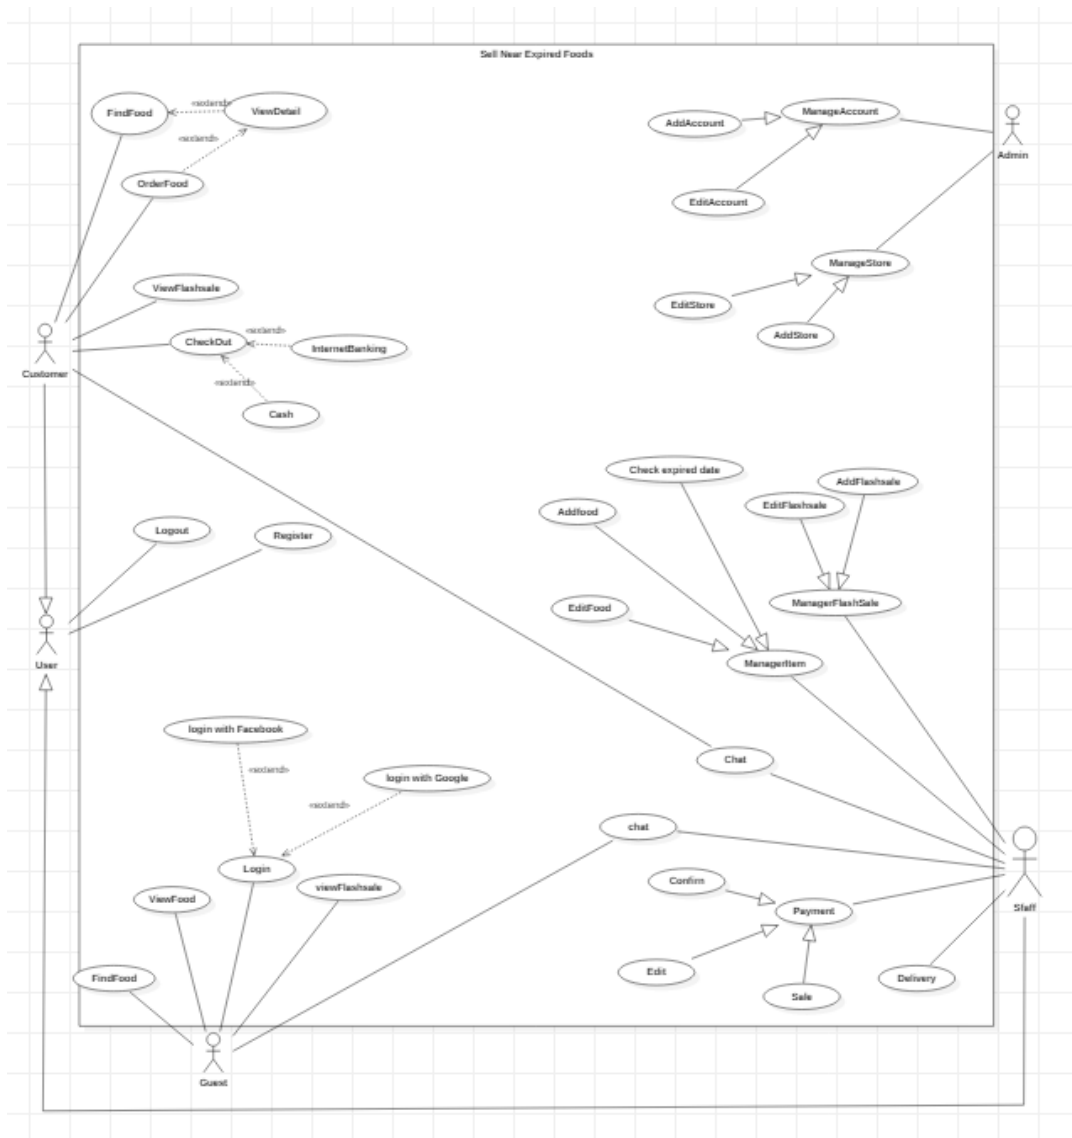 Sell Near Expired Foods
FindFood
«extend»
ViewDetail
«extend»
OrderFood
ViewFlashsale
CheckOut
«extend»
InternetBanking
«extend»
Cash
Customer
AddAccount
ManageAccount
Admin
EditAccount
ManageStore
EditStore
AddStore
Check expired date
AddFlashsale
Addfood
EditFlashsale
Logout
Register
EditFood
ManagerFlashSale
User
ManagerItem
login with Facebook
«extend»
login with Google
«extend»
Chat
chat
Login
viewFlashsale
ViewFood
Confirm
Payment
Sfaff
FindFood
Edit
Sale
Delivery
Guest